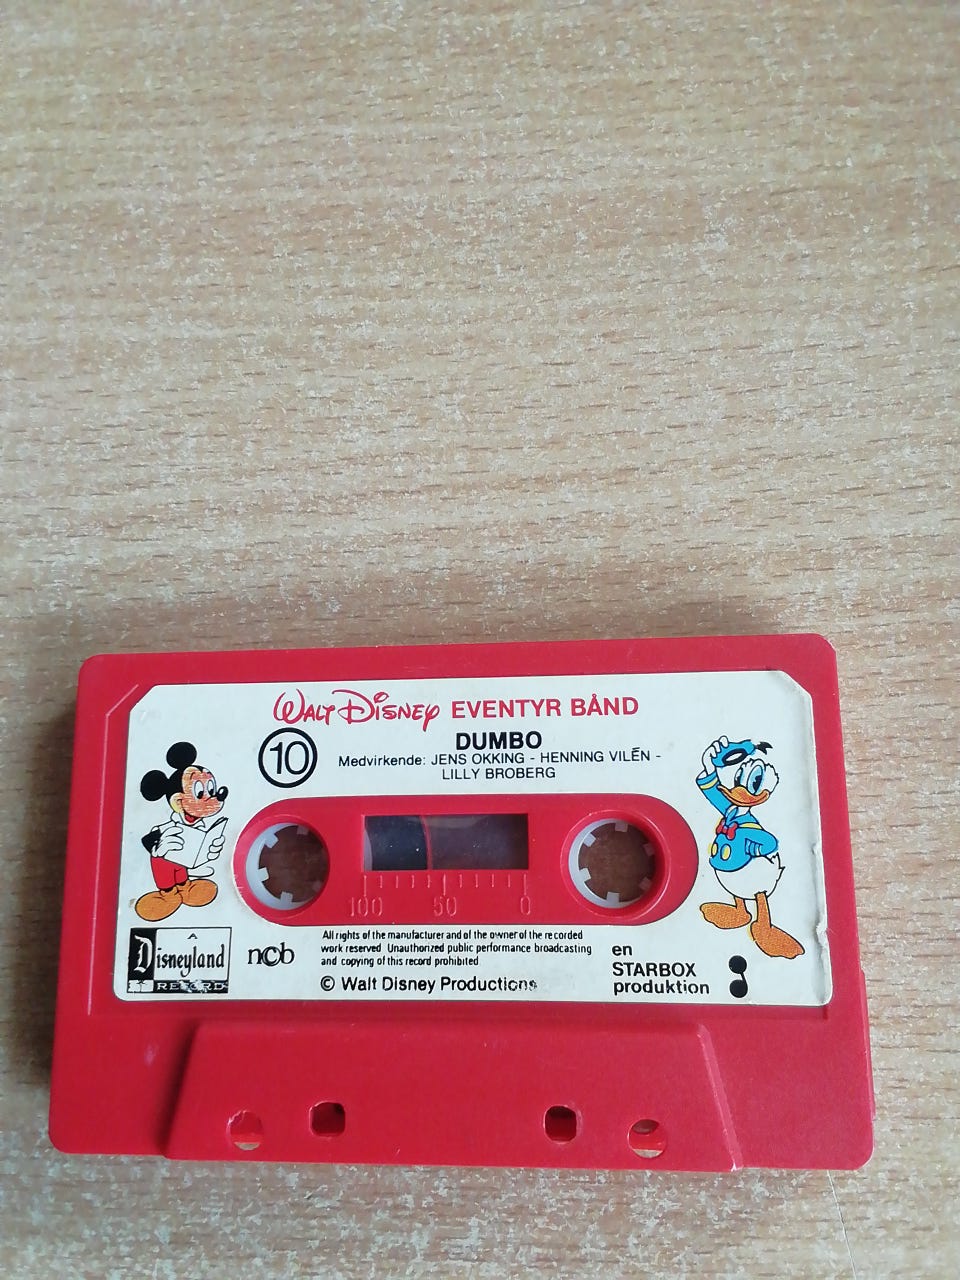 WALT DISNEY EVENTYR BÅND
10
DUMBO
Medvirkende: JENS OKKING - HENNING VILÉN -
LILLY BROBERG
100 50 0
A
Disneyland
RECORD
ncb
All rights of the manufacturer and of the owner of the recorded
work reserved. Unauthorized public performance broadcasting
and copying of this record prohibited
© Walt Disney Productions
en
STARBOX
produktion